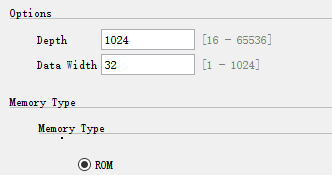 Options
Depth 1024 [16 - 65536]
Data Width 32 [1 - 1024]
Memory Type
Memory Type
ROM